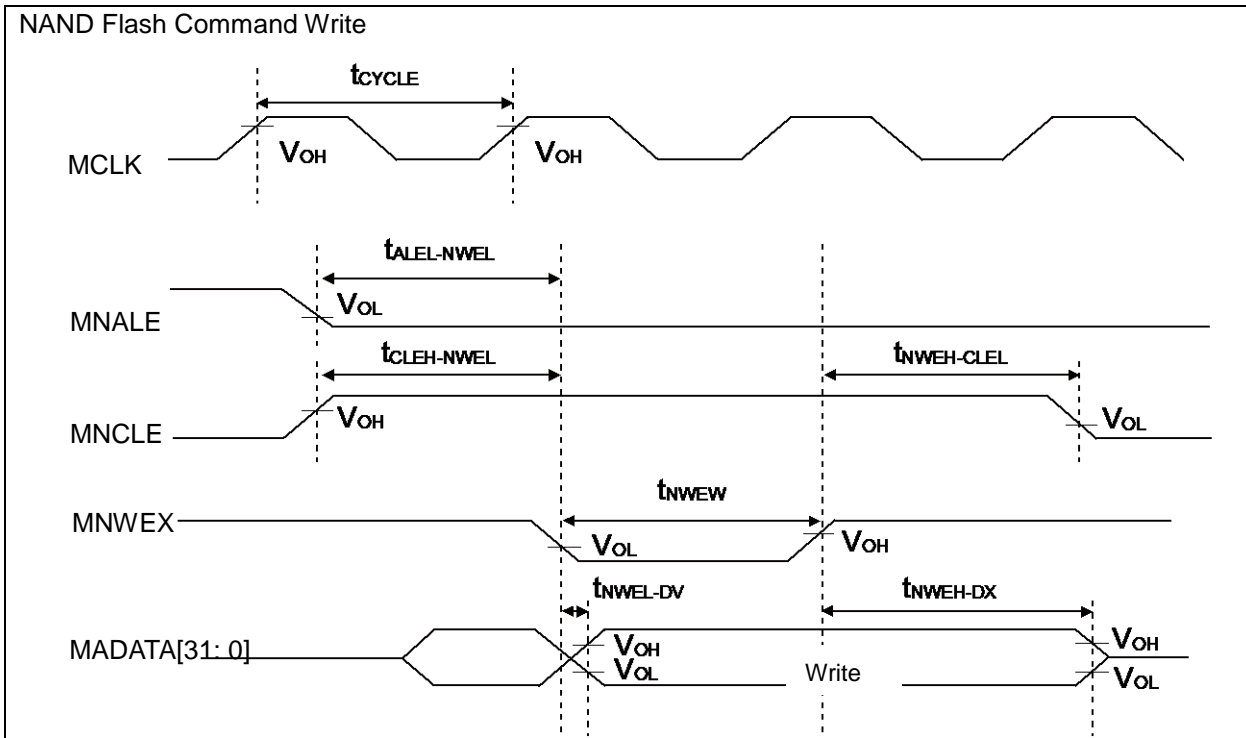 NAND Flash Command Write
tCYCLE
MCLK
VOH
VOH
tALEL-NWEL
MNALE
VOL
tCLEH-NWEL
tNWEH-CLEL
MNCLE
VOH
VOL
tNWEW
MNWEX
VOL
VOH
tNWEL-DV
tNWEH-DX
MADATA[31: 0]
VOH
VOL
Write
VOH
VOL